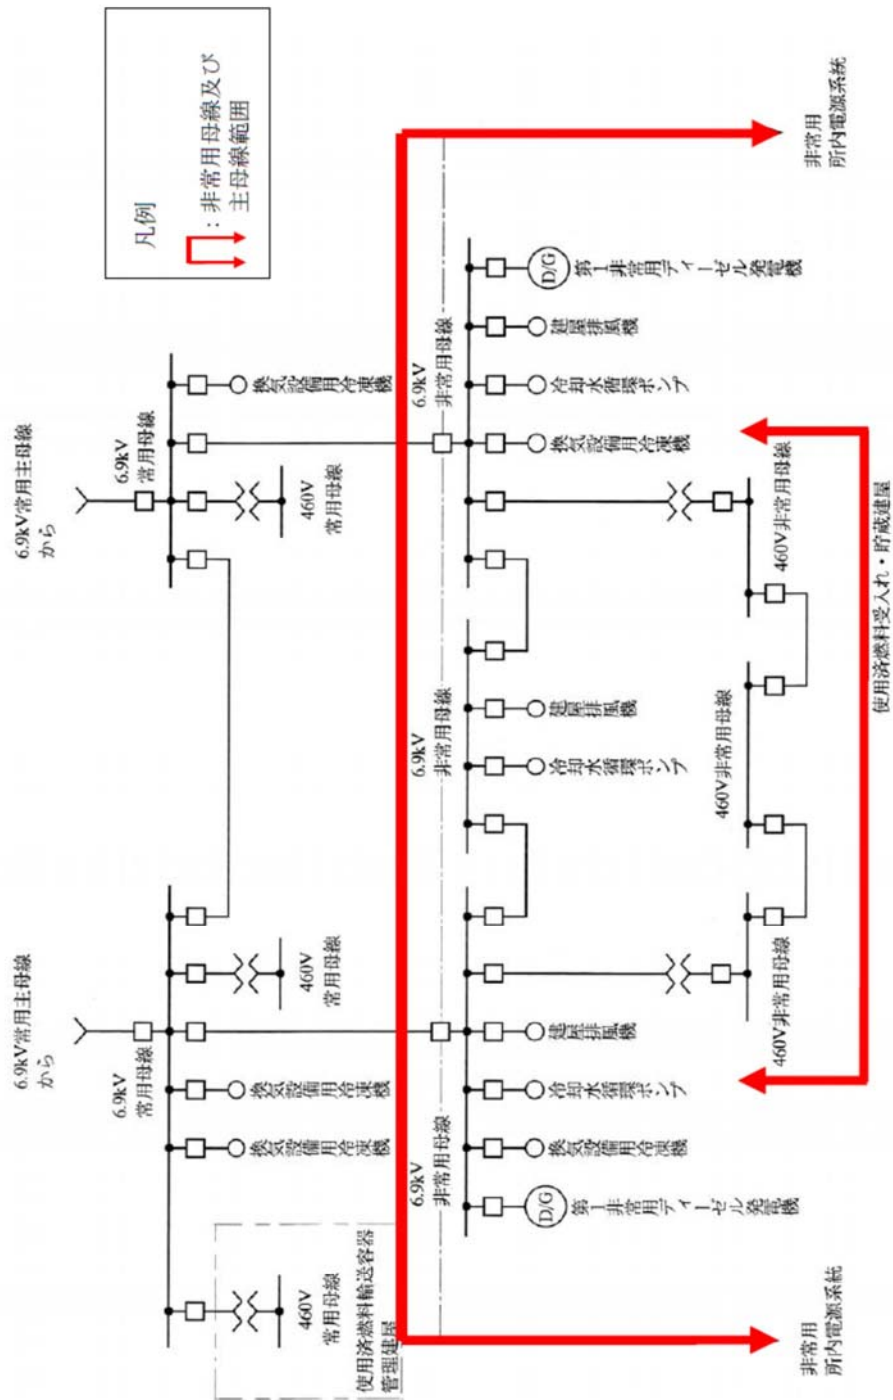 6.9kV常用主母線
から
6.9kV常用主母線
から
凡例
：非常用母線及び
主母線範囲
6.9kV
常用母線
6.9kV
常用母線
460V
常用母線
使用済燃料輸送容器
管理建屋
換気設備用冷凍機
換気設備用冷凍機
460V
常用母線
460V
常用母線
換気設備用冷凍機
6.9kV
非常用母線
6.9kV
非常用母線
6.9kV
非常用母線
D/G
第1非常用ディーゼル発電機
換気設備用冷凍機
冷却水循環ポンプ
建屋排風機
冷却水循環ポンプ
建屋排風機
換気設備用冷凍機
冷却水循環ポンプ
建屋排風機
D/G
第1非常用ディーゼル発電機
460V非常用母線
460V非常用母線
460V非常用母線
非常用
所内電源系統
使用済燃料受入れ・貯蔵建屋
非常用
所内電源系統